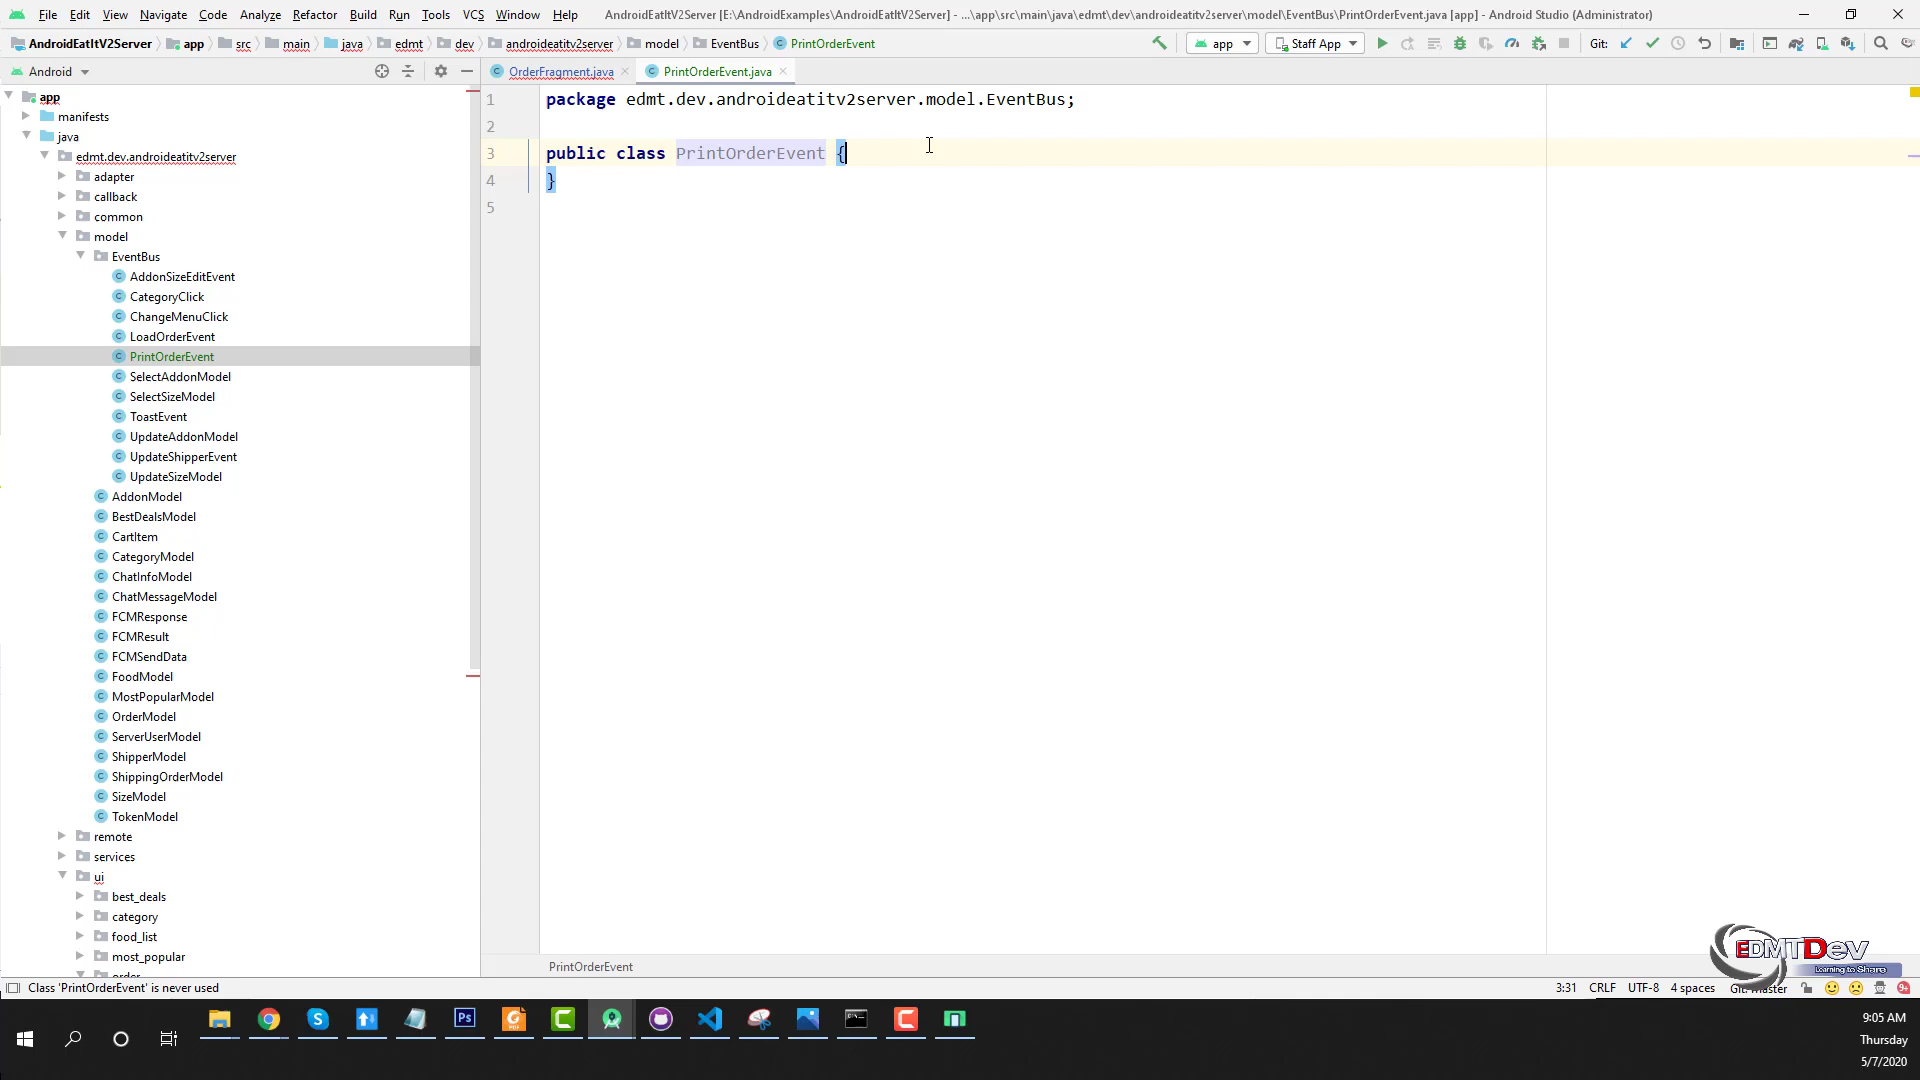 File Edit View Navigate Code Analyze Refactor Build Run Tools VCS Window Help AndroidEatItV2Server [E:\AndroidExamples\AndroidEatItV2Server] - ...\app\src\main\java\edmt\dev\androideatitv2server\model\EventBus\PrintOrderEvent.java [app] - Android Studio (Administrator)
AndroidEatItV2Server app src main java edmt dev androideatitv2server model EventBus PrintOrderEvent app Staff App Git:
Android OrderFragment.java PrintOrderEvent.java
app
manifests
java
edmt.dev.androideatitv2server
adapter
callback
common
model
EventBus
AddonSizeEditEvent
CategoryClick
ChangeMenuClick
LoadOrderEvent
PrintOrderEvent
SelectAddonModel
SelectSizeModel
ToastEvent
UpdateAddonModel
UpdateShipperEvent
UpdateSizeModel
AddonModel
BestDealsModel
CartItem
CategoryModel
ChatInfoModel
ChatMessageModel
FCMResponse
FCMResult
FCMSendData
FoodModel
MostPopularModel
OrderModel
ServerUserModel
ShipperModel
ShippingOrderModel
SizeModel
TokenModel
remote
services
ui
best_deals
category
food_list
most_popular
order
1 package edmt.dev.androideatitv2server.model.EventBus;
2
3 public class PrintOrderEvent {
4 }
5
PrintOrderEvent
EDMTDev
Learning to Share
Class 'PrintOrderEvent' is never used 3:31 CRLF UTF-8 4 spaces Git: master
9:05 AM
Thursday
5/7/2020